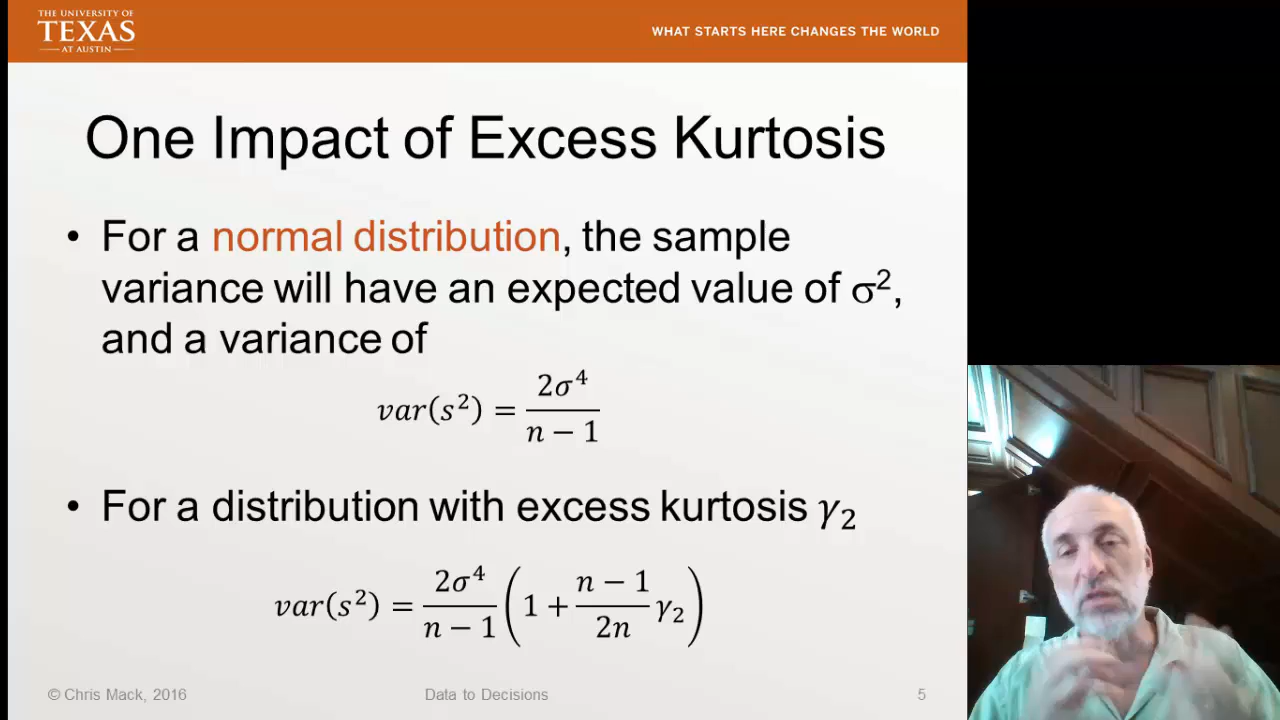 THE UNIVERSITY OF
TEXAS
AT AUSTIN
WHAT STARTS HERE CHANGES THE WORLD
One Impact of Excess Kurtosis
• For a normal distribution, the sample
variance will have an expected value of σ²,
and a variance of
var(s²) = 2σ⁴ / (n − 1)
• For a distribution with excess kurtosis γ₂
var(s²) = 2σ⁴ / (n − 1) (1 + (n − 1) / 2n γ₂)
© Chris Mack, 2016
Data to Decisions
5